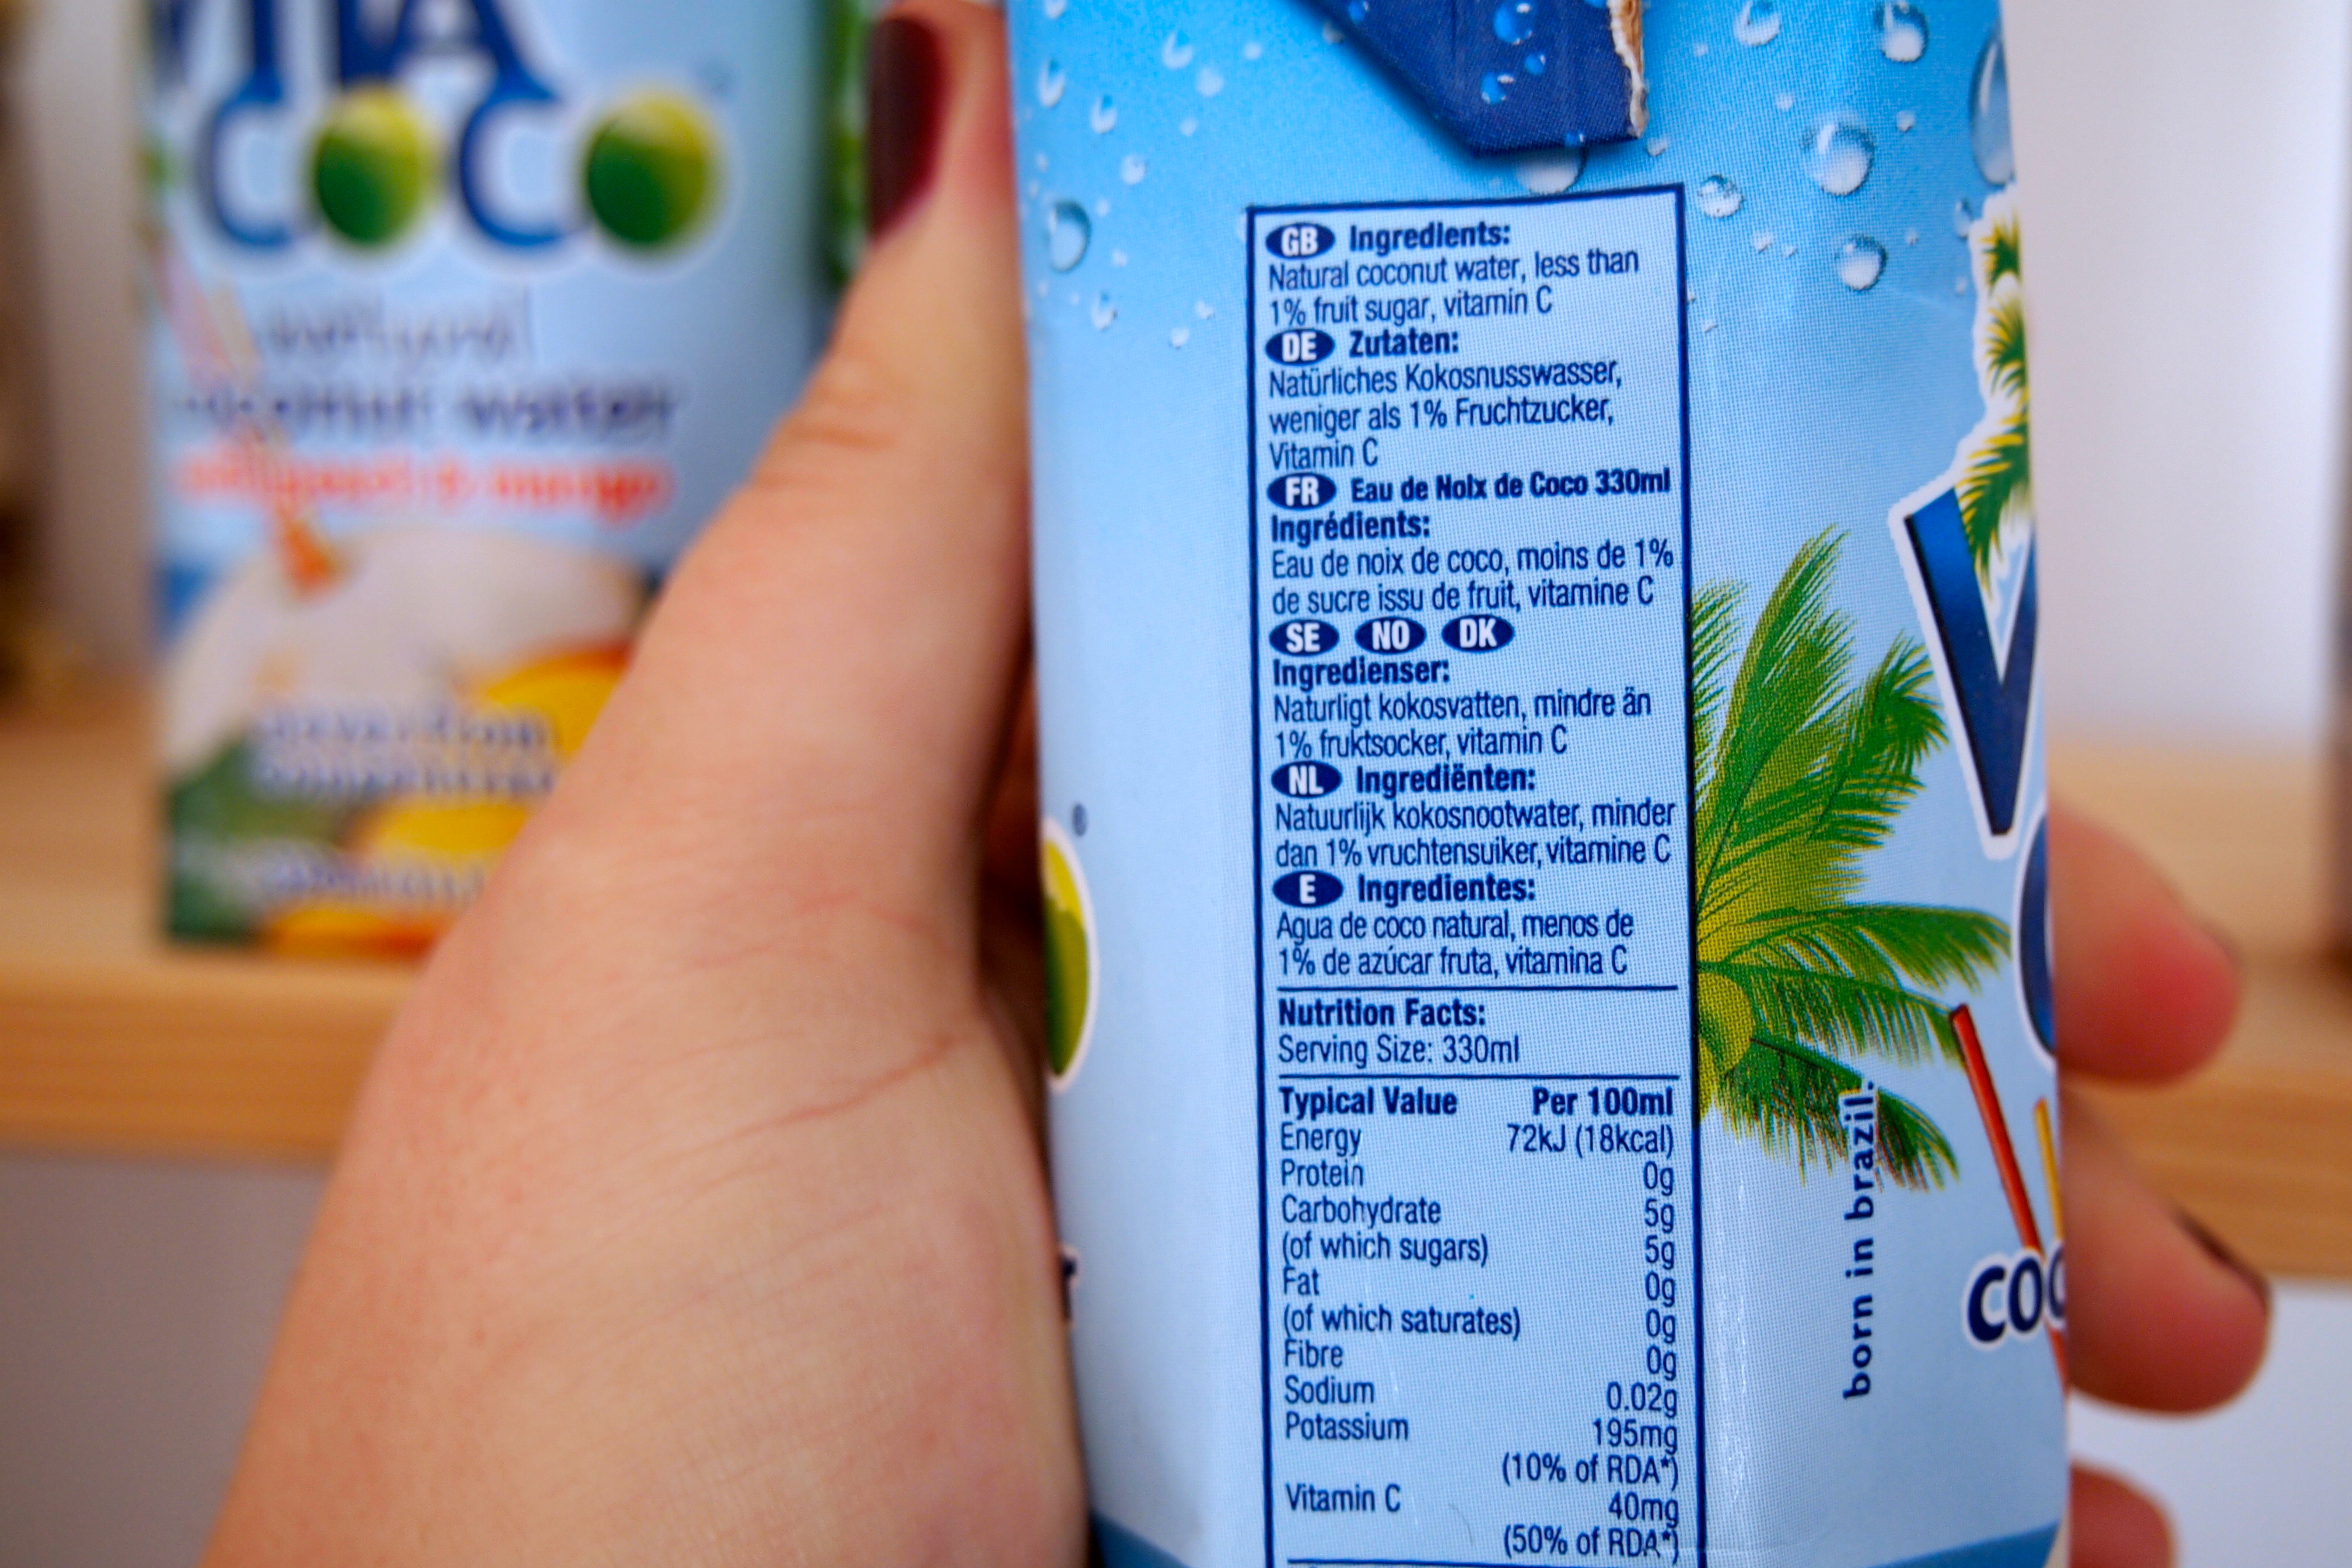 VITA
COCO
natural
coconut water
GB Ingredients:
Natural coconut water, less than
1% fruit sugar, vitamin C
DE Zutaten:
Natürliches Kokosnusswasser,
weniger als 1% Fruchtzucker,
Vitamin C
FR Eau de Noix de Coco 330ml
Ingrédients:
Eau de noix de coco, moins de 1%
de sucre issu de fruit, vitamine C
SE NO DK
Ingredienser:
Naturligt kokosvatten, mindre än
1% fruktsocker, vitamin C
NL Ingrediënten:
Natuurlijk kokosnootwater, minder
dan 1% vruchtensuiker, vitamine C
E Ingredientes:
Agua de coco natural, menos de
1% de azúcar fruta, vitamina C
Nutrition Facts:
Serving Size: 330ml
Typical Value Per 100ml
Energy 72kJ (18kcal)
Protein 0g
Carbohydrate 5g
(of which sugars) 5g
Fat 0g
(of which saturates) 0g
Fibre 0g
Sodium 0.02g
Potassium 195mg
(10% of RDA*)
Vitamin C 40mg
(50% of RDA*)
born in brazil.
V
coc